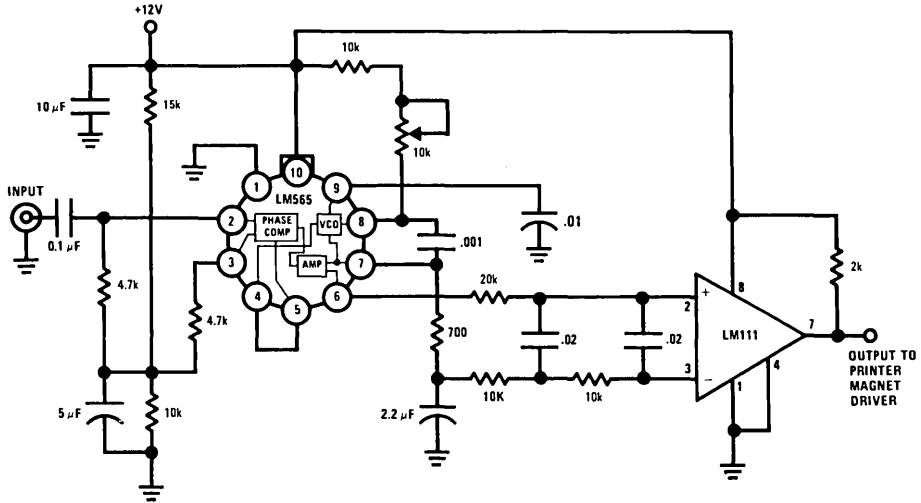 +12V
10k
10 μF
15k
10k
1
10
9
LM565
INPUT
2
PHASE
COMP
VCO
8
.01
0.1 μF
.001
3
AMP
7
4.7k
4
5
6
20k
8
2k
4.7k
+
2
7
700
.02
.02
LM111
3
−
1
4
OUTPUT TO
PRINTER
MAGNET
DRIVER
10K
10k
5 μF
10k
2.2 μF